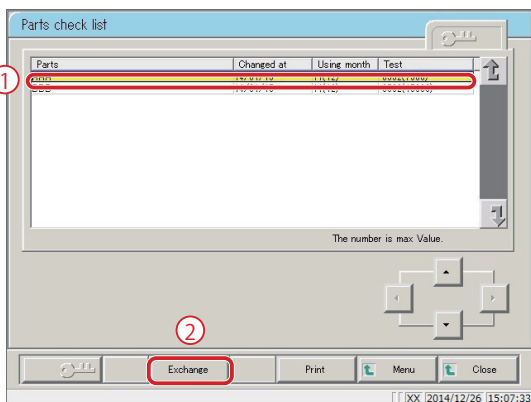 Parts check list
Parts Changed at Using month Test
1
The number is max Value.
2
Exchange Print Menu Close
XX 2014/12/26 15:07:33